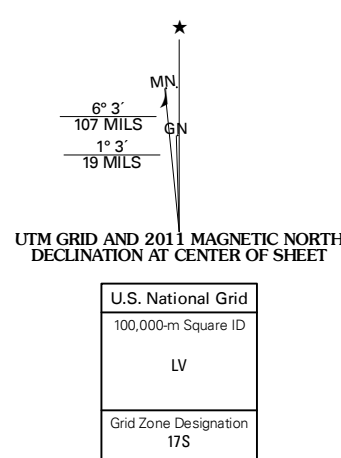 ★
MN
6° 3´
107 MILS
GN
1° 3´
19 MILS
UTM GRID AND 2011 MAGNETIC NORTH
DECLINATION AT CENTER OF SHEET
U.S. National Grid
100,000-m Square ID
LV
Grid Zone Designation
17S